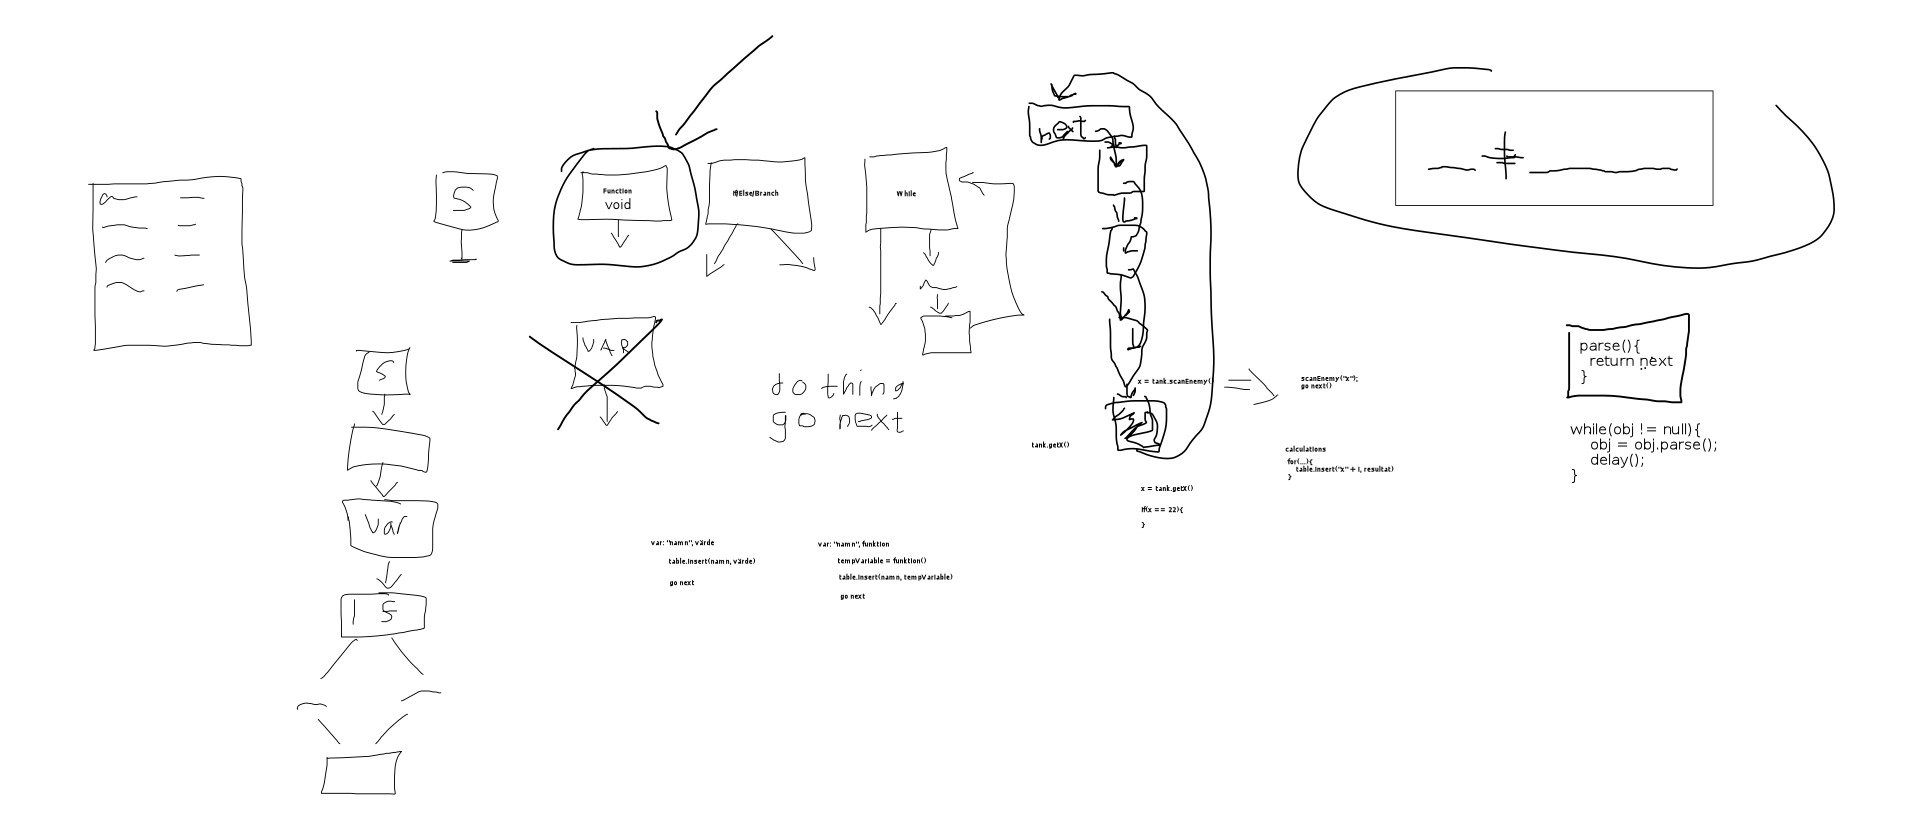 S
Function
void
If/Else/Branch
While
next
VAR
S
var
do thing
go next
x = tank.scanEnemy()
scanEnemy("x");
go next()
tank.getX()
calculations
for(...){
table.insert("x" + i, resultat)
}
x = tank.getX()
if(x == 22){
}
parse(){
return next
}
while(obj != null){
obj = obj.parse();
delay();
}
var: "namn", värde
table.insert(namn, värde)
go next
var: "namn", funktion
tempVariable = funktion()
table.insert(namn, tempVariable)
go next